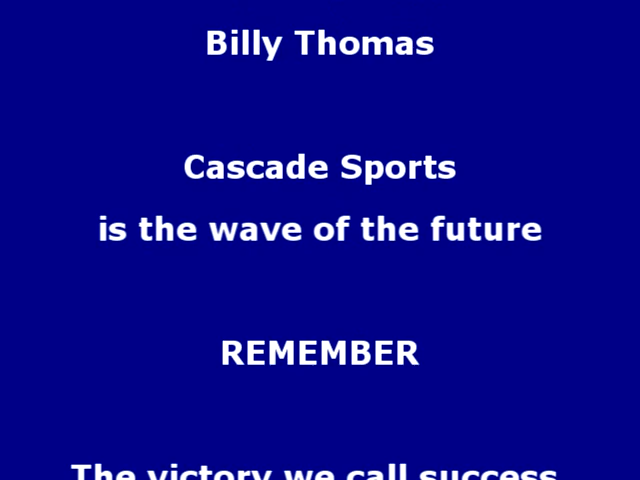 Billy Thomas
Cascade Sports
is the wave of the future
REMEMBER
The victory we call success